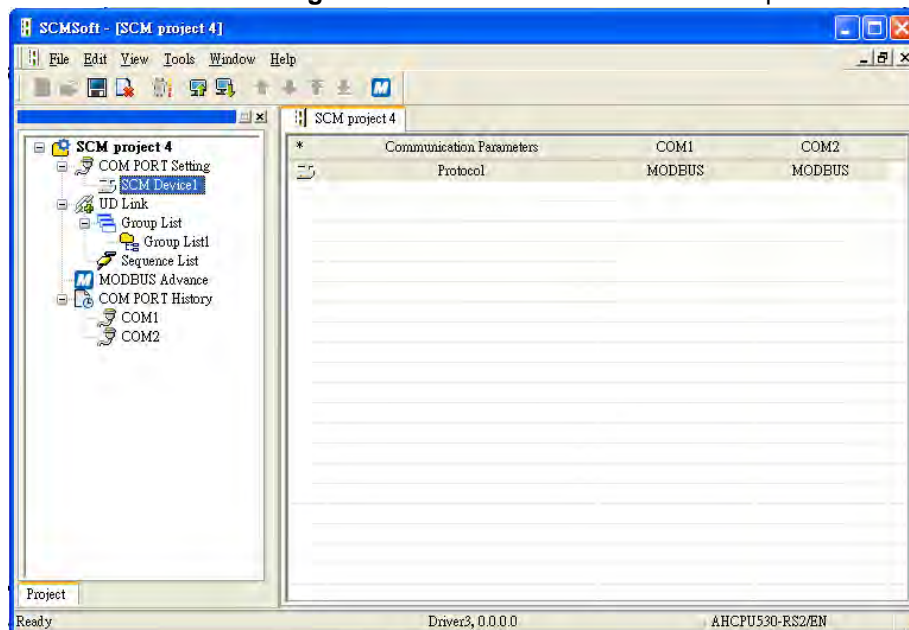 SCMSoft - [SCM project 4]
File Edit View Tools Window Help
SCM project 4
SCM project 4
COM PORT Setting
SCM Device1
UD Link
Group List
Group List1
Sequence List
MODBUS Advance
COM PORT History
COM1
COM2
* Communication Parameters COM1 COM2
Protocol MODBUS MODBUS
Project
Ready Driver3, 0.0.0.0 AHCPU530-RS2/EN